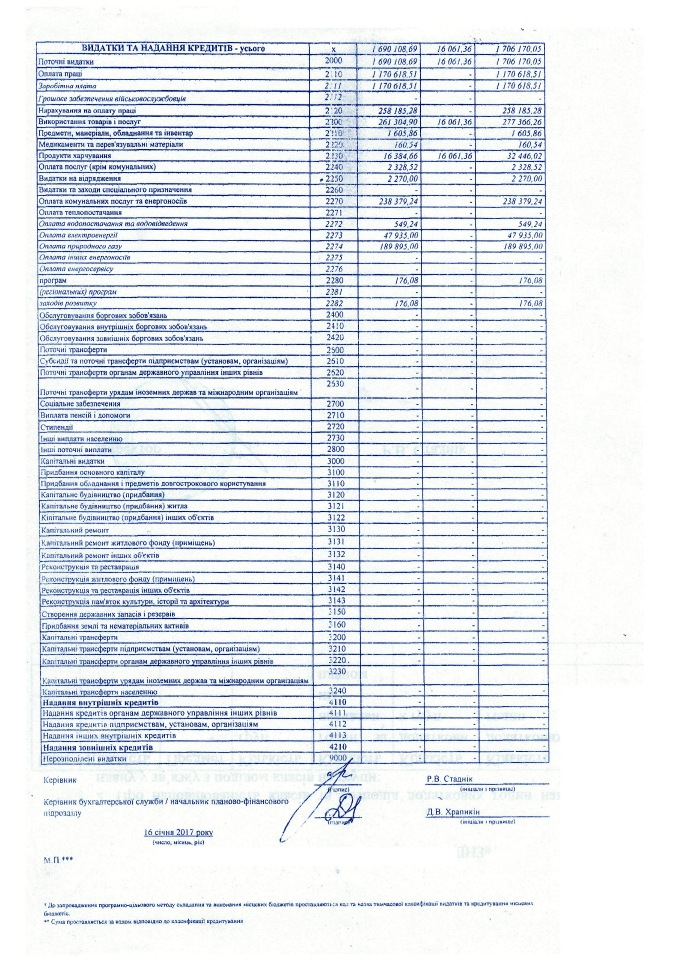 ВИДАТКИ ТА НАДАННЯ КРЕДИТІВ - усього х 1 690 108,69 16 061,36 1 706 170,05
Поточні видатки 2000 1 690 108,69 16 061,36 1 706 170,05
Оплата праці 2110 1 170 618,51 - 1 170 618,51
Заробітна плата 2111 1 170 618,51 - 1 170 618,51
Грошове забезпечення військовослужбовців 2112 - - -
Нарахування на оплату праці 2120 258 185,28 - 258 185,28
Використання товарів і послуг 2200 261 304,90 16 061,36 277 366,26
Предмети, матеріали, обладнання та інвентар 2210 1 605,86 - 1 605,86
Медикаменти та перев'язувальні матеріали 2220 160,54 - 160,54
Продукти харчування 2230 16 384,66 16 061,36 32 446,02
Оплата послуг (крім комунальних) 2240 2 328,52 - 2 328,52
Видатки на відрядження 2250 2 270,00 - 2 270,00
Видатки та заходи спеціального призначення 2260 - - -
Оплата комунальних послуг та енергоносіїв 2270 238 379,24 - 238 379,24
Оплата теплопостачання 2271 - - -
Оплата водопостачання та водовідведення 2272 549,24 - 549,24
Оплата електроенергії 2273 47 935,00 - 47 935,00
Оплата природного газу 2274 189 895,00 - 189 895,00
Оплата інших енергоносіїв 2275 - - -
Оплата енергосервісу 2276 - - -
програм 2280 176,08 - 176,08
(регіональних) програм 2281 - - -
заходів розвитку 2282 176,08 - 176,08
Обслуговування боргових зобов'язань 2400 - - -
Обслуговування внутрішніх боргових зобов'язань 2410 - - -
Обслуговування зовнішніх боргових зобов'язань 2420 - - -
Поточні трансферти 2600 - - -
Субсидії та поточні трансферти підприємствам (установам, організаціям) 2610 - - -
Поточні трансферти органам державного управління інших рівнів 2620 - - -
Поточні трансферти урядам іноземних держав та міжнародним організаціям 2630 - - -
Соціальне забезпечення 2700 - - -
Виплата пенсій і допомоги 2710 - - -
Стипендії 2720 - - -
Інші виплати населенню 2730 - - -
Інші поточні виплати 2800 - - -
Капітальні видатки 3000 - - -
Придбання основного капіталу 3100 - - -
Придбання обладнання і предметів довгострокового користування 3110 - - -
Капітальне будівництво (придбання) 3120 - - -
Капітальне будівництво (придбання) житла 3121 - - -
Капітальне будівництво (придбання) інших об'єктів 3122 - - -
Капітальний ремонт 3130 - - -
Капітальний ремонт житлового фонду (приміщень) 3131 - - -
Капітальний ремонт інших об'єктів 3132 - - -
Реконструкція та реставрація 3140 - - -
Реконструкція житлового фонду (приміщень) 3141 - - -
Реконструкція та реставрація інших об'єктів 3142 - - -
Реконструкція пам'яток культури, історії та архітектури 3143 - - -
Створення державних запасів і резервів 3150 - - -
Придбання землі та нематеріальних активів 3160 - - -
Капітальні трансферти 3200 - - -
Капітальні трансферти підприємствам (установам, організаціям) 3210 - - -
Капітальні трансферти органам державного управління інших рівнів 3220 - - -
Капітальні трансферти урядам іноземних держав та міжнародним організаціям 3230 - - -
Капітальні трансферти населенню 3240 - - -
Надання внутрішніх кредитів 4110 - - -
Надання кредитів органам державного управління інших рівнів 4111 - - -
Надання кредитів підприємствам, установам, організаціям 4112 - - -
Надання інших внутрішніх кредитів 4113 - - -
Надання зовнішніх кредитів 4210 - - -
Нерозподілені видатки 9000 - - -
Керівник Р.В. Стаднік
(підпис) (ініціали і прізвище)
Керівник бухгалтерської служби / начальник планово-фінансового
підрозділу Д.В. Храпикін
(підпис) (ініціали і прізвище)
16 січня 2017 року
(число, місяць, рік)
М.П ***
* До запровадження програмно-цільового методу складання та виконання місцевих бюджетів проставляються код та назва тимчасової класифікації видатків та кредитування місцевих
бюджетів.
** Сума проставляється за кодом відповідно до класифікації кредитування